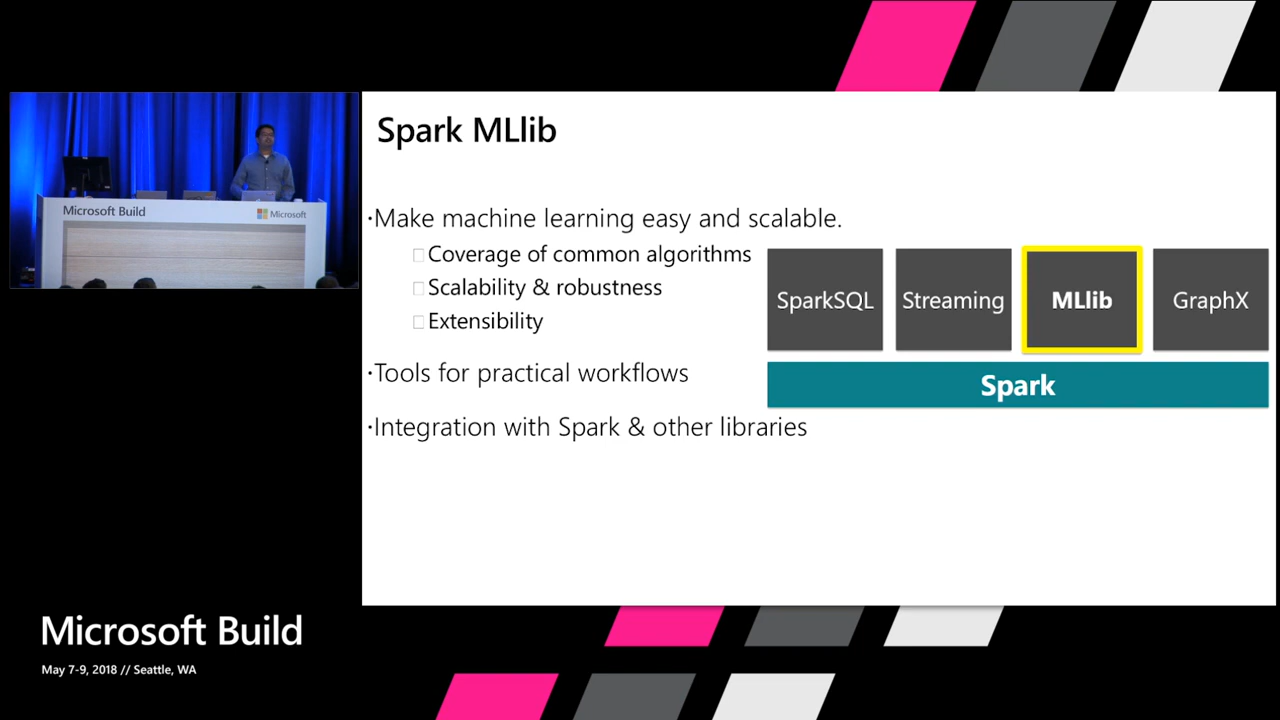 Spark MLlib
·Make machine learning easy and scalable.
Coverage of common algorithms
Scalability & robustness
Extensibility
·Tools for practical workflows
·Integration with Spark & other libraries
SparkSQL
Streaming
MLlib
GraphX
Spark
Microsoft Build
Microsoft
Microsoft Build
May 7-9, 2018 // Seattle, WA